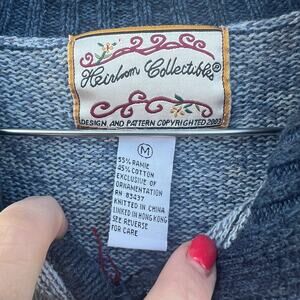 Heirloom Collectibles®
DESIGN AND PATTERN COPYRIGHTED 2003
M
55% RAMIE
45% COTTON
EXCLUSIVE OF
ORNAMENTATION
RN 83437
KNITTED IN CHINA
LINKED IN HONG KONG
SEE REVERSE
FOR CARE